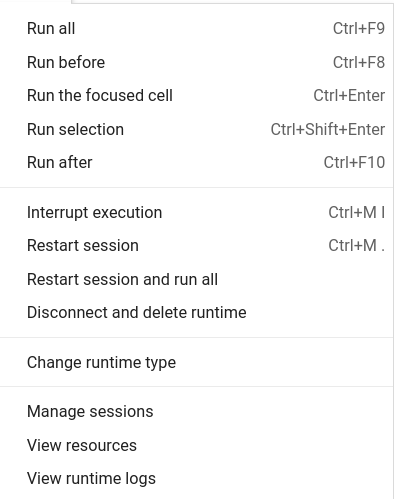 Run all Ctrl+F9
Run before Ctrl+F8
Run the focused cell Ctrl+Enter
Run selection Ctrl+Shift+Enter
Run after Ctrl+F10
Interrupt execution Ctrl+M I
Restart session Ctrl+M .
Restart session and run all
Disconnect and delete runtime
Change runtime type
Manage sessions
View resources
View runtime logs